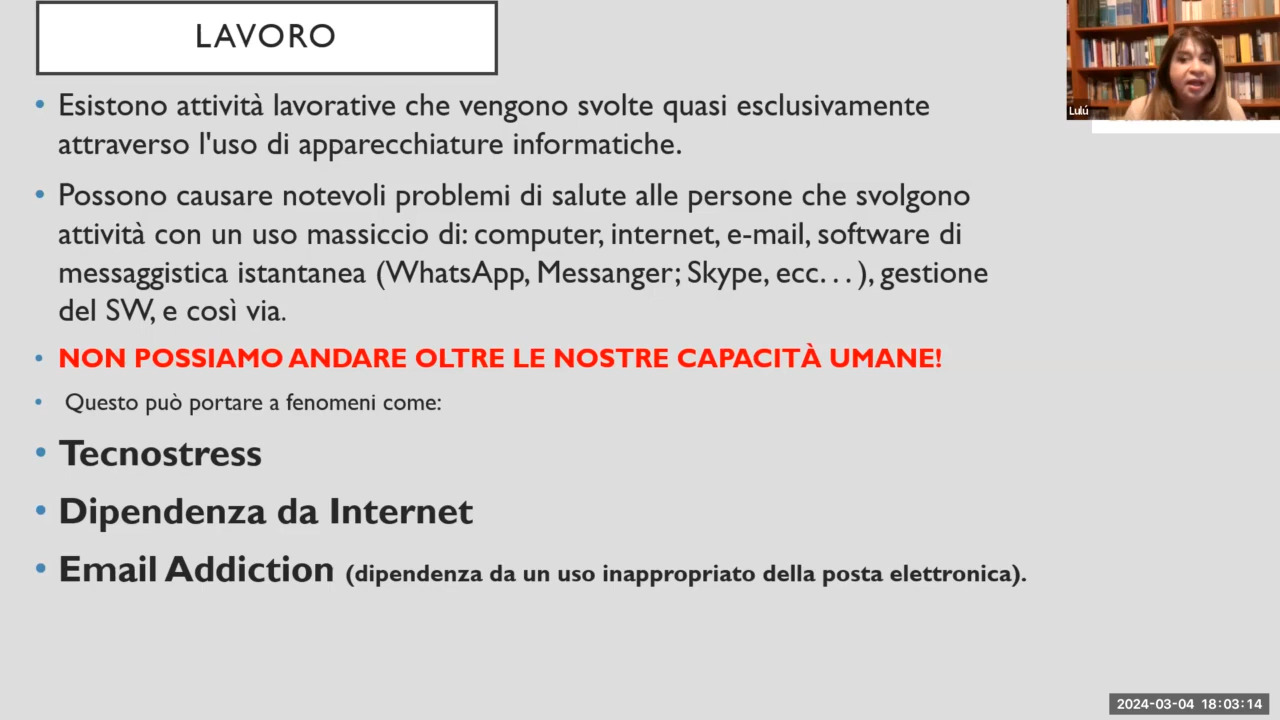 LAVORO
• Esistono attività lavorative che vengono svolte quasi esclusivamente
attraverso l'uso di apparecchiature informatiche.
• Possono causare notevoli problemi di salute alle persone che svolgono
attività con un uso massiccio di: computer, internet, e-mail, software di
messaggistica istantanea (WhatsApp, Messanger; Skype, ecc. . . ), gestione
del SW, e così via.
• NON POSSIAMO ANDARE OLTRE LE NOSTRE CAPACITÀ UMANE!
• Questo può portare a fenomeni come:
• Tecnostress
• Dipendenza da Internet
• Email Addiction (dipendenza da un uso inappropriato della posta elettronica).
Lulú
2024-03-04 18:03:14